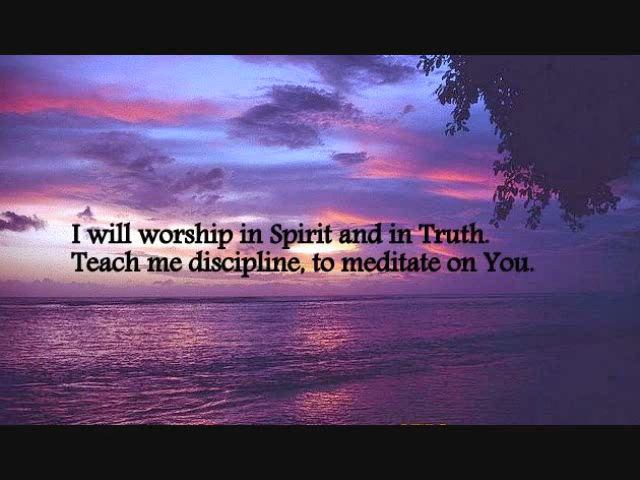 I will worship in Spirit and in Truth.
Teach me discipline, to meditate on You.